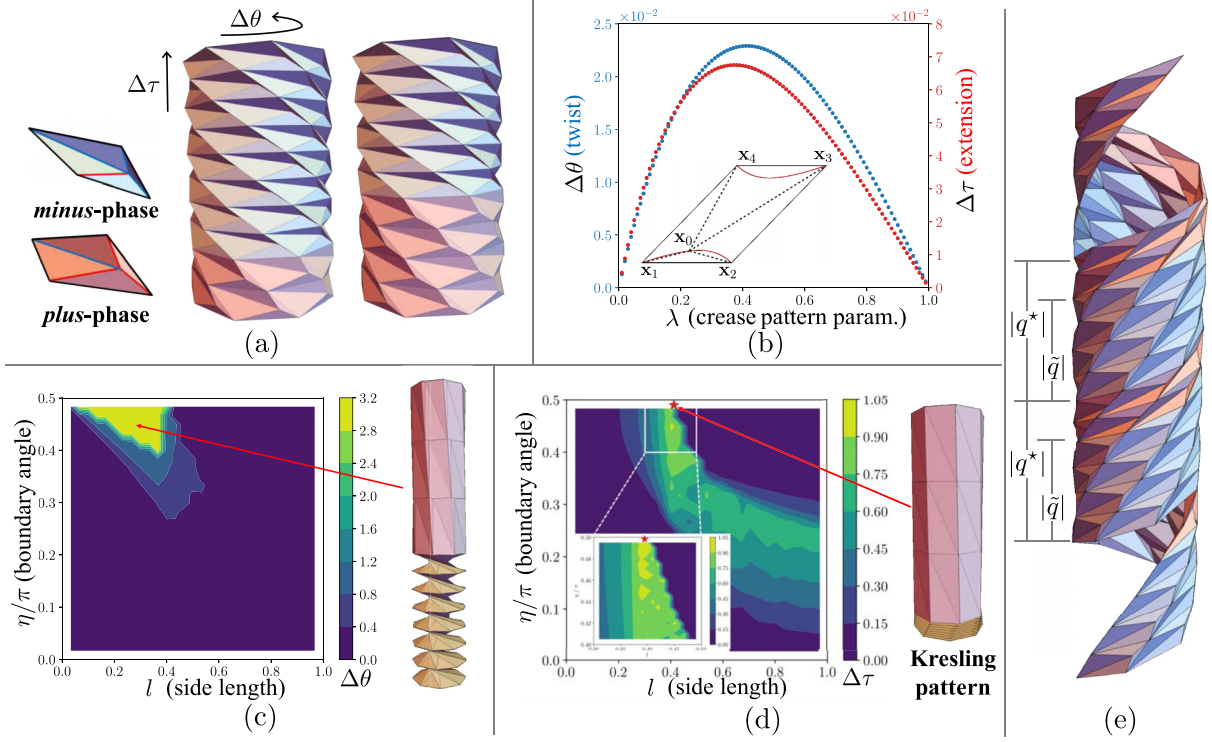 Δθ
Δτ
minus-phase
plus-phase
(a)
×10⁻²
×10⁻²
2.5
2.0
1.5
1.0
0.5
0.0
Δθ (twist)
8
7
6
5
4
3
2
1
0
Δτ (extension)
x₄
x₃
x₀
x₁
x₂
0.0 0.2 0.4 0.6 0.8 1.0
λ (crease pattern param.)
(b)
0.5
0.4
0.3
0.2
0.1
0.0
η/π (boundary angle)
0.0 0.2 0.4 0.6 0.8 1.0
l (side length)
3.2
2.8
2.4
2.0
1.6
1.2
0.8
0.4
0.0
Δθ
(c)
0.5
0.4
0.3
0.2
0.1
0.0
η/π (boundary angle)
0.0 0.2 0.4 0.6 0.8 1.0
l (side length)
1.05
0.90
0.75
0.60
0.45
0.30
0.15
0.00
Δτ
Kresling
pattern
(d)
|q⋆|
|q̃|
|q⋆|
|q̃|
(e)